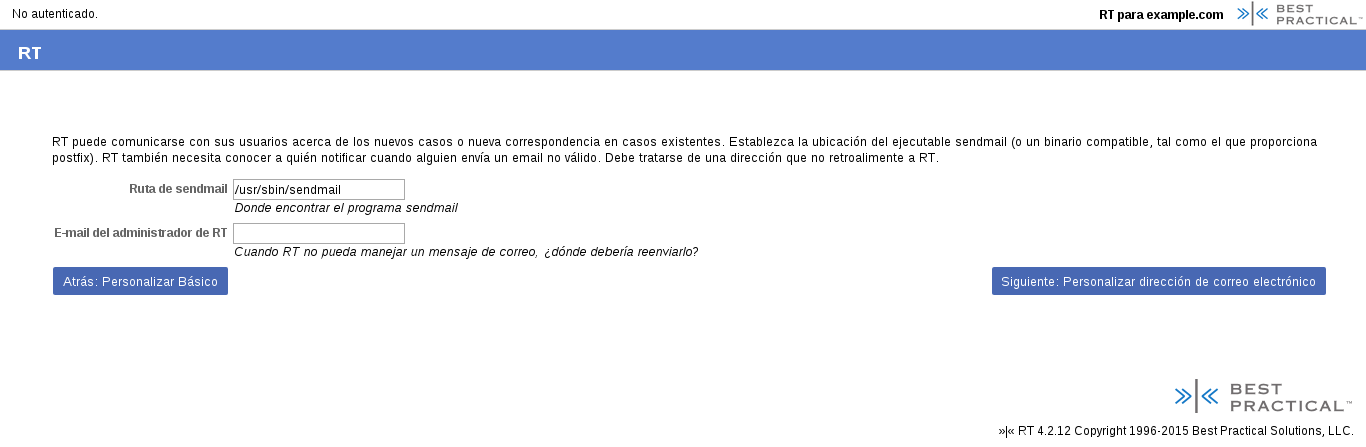 No autenticado.
RT para example.com
BEST PRACTICAL™
RT
RT puede comunicarse con sus usuarios acerca de los nuevos casos o nueva correspondencia en casos existentes. Establezca la ubicación del ejecutable sendmail (o un binario compatible, tal como el que proporciona
postfix). RT también necesita conocer a quién notificar cuando alguien envía un email no válido. Debe tratarse de una dirección que no retroalimente a RT.
Ruta de sendmail /usr/sbin/sendmail
Donde encontrar el programa sendmail
E-mail del administrador de RT
Cuando RT no pueda manejar un mensaje de correo, ¿dónde debería reenviarlo?
Atrás: Personalizar Básico
Siguiente: Personalizar dirección de correo electrónico
BEST
PRACTICAL™
»|« RT 4.2.12 Copyright 1996-2015 Best Practical Solutions, LLC.